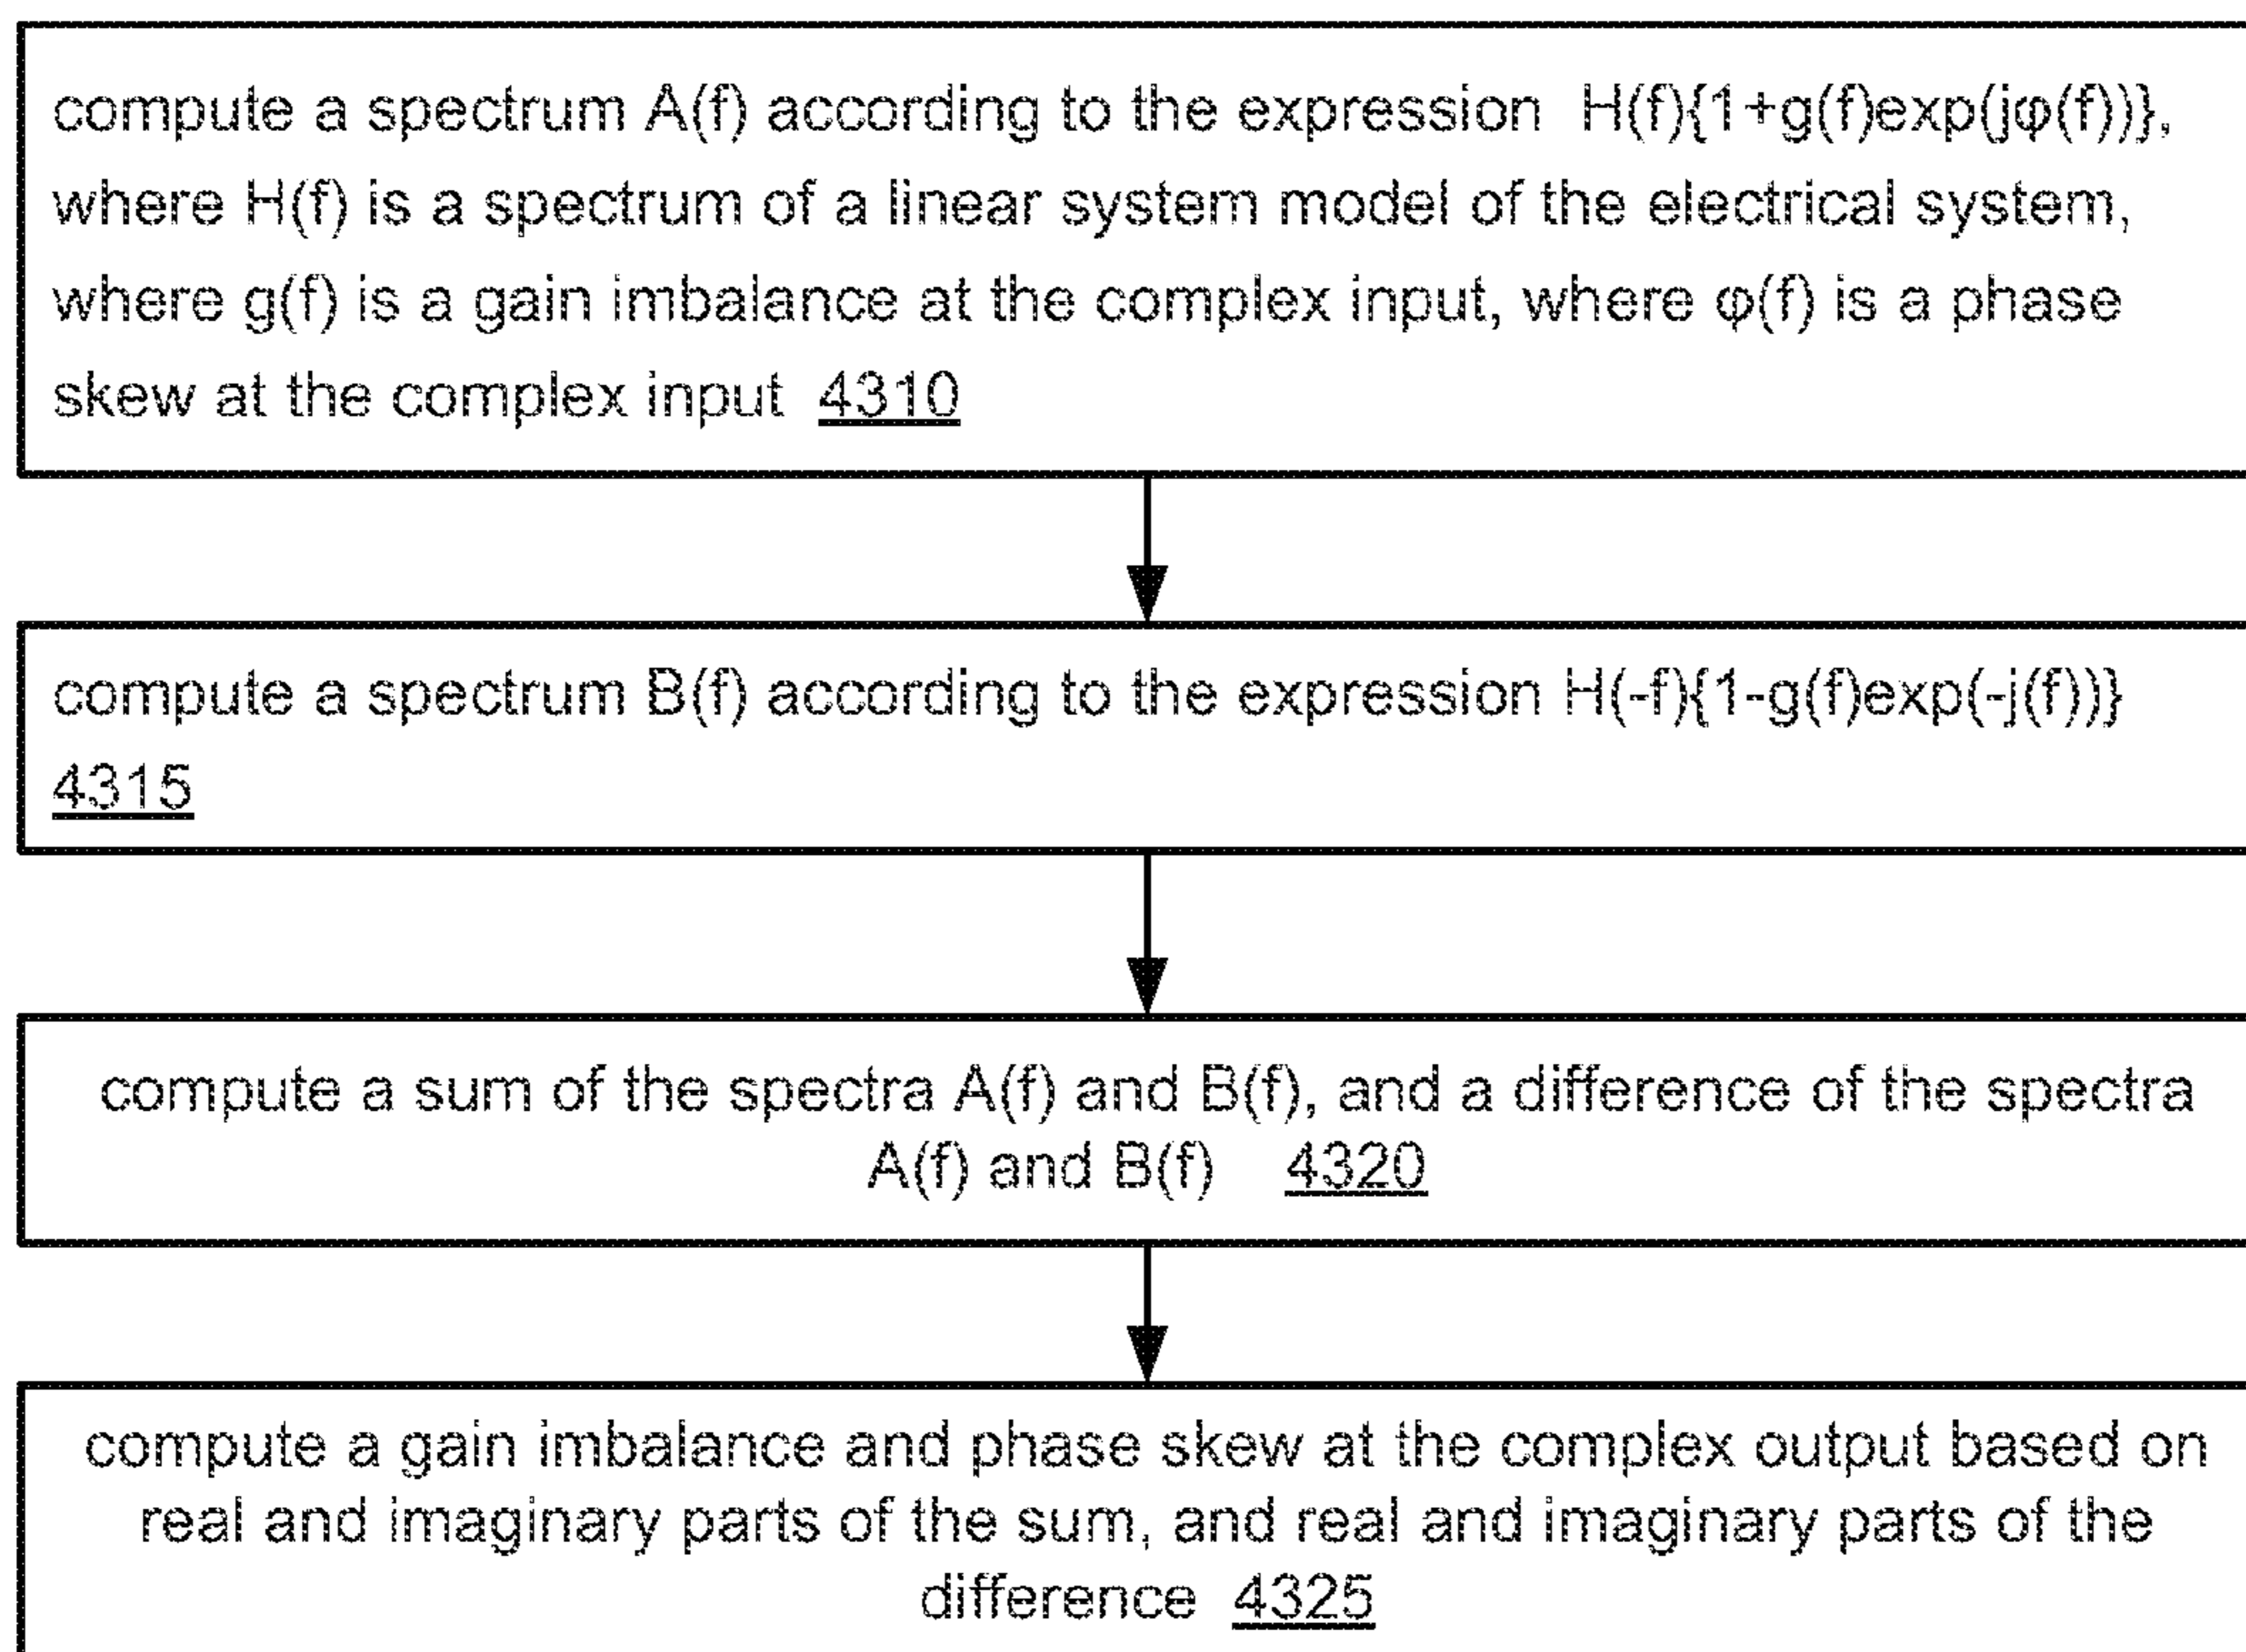 compute a spectrum A(f) according to the expression H(f){1+g(f)exp(jφ(f))},
where H(f) is a spectrum of a linear system model of the electrical system,
where g(f) is a gain imbalance at the complex input, where φ(f) is a phase
skew at the complex input 4310
compute a spectrum B(f) according to the expression H(-f){1-g(f)exp(-j(f))}
4315
compute a sum of the spectra A(f) and B(f), and a difference of the spectra
A(f) and B(f) 4320
compute a gain imbalance and phase skew at the complex output based on
real and imaginary parts of the sum, and real and imaginary parts of the
difference 4325